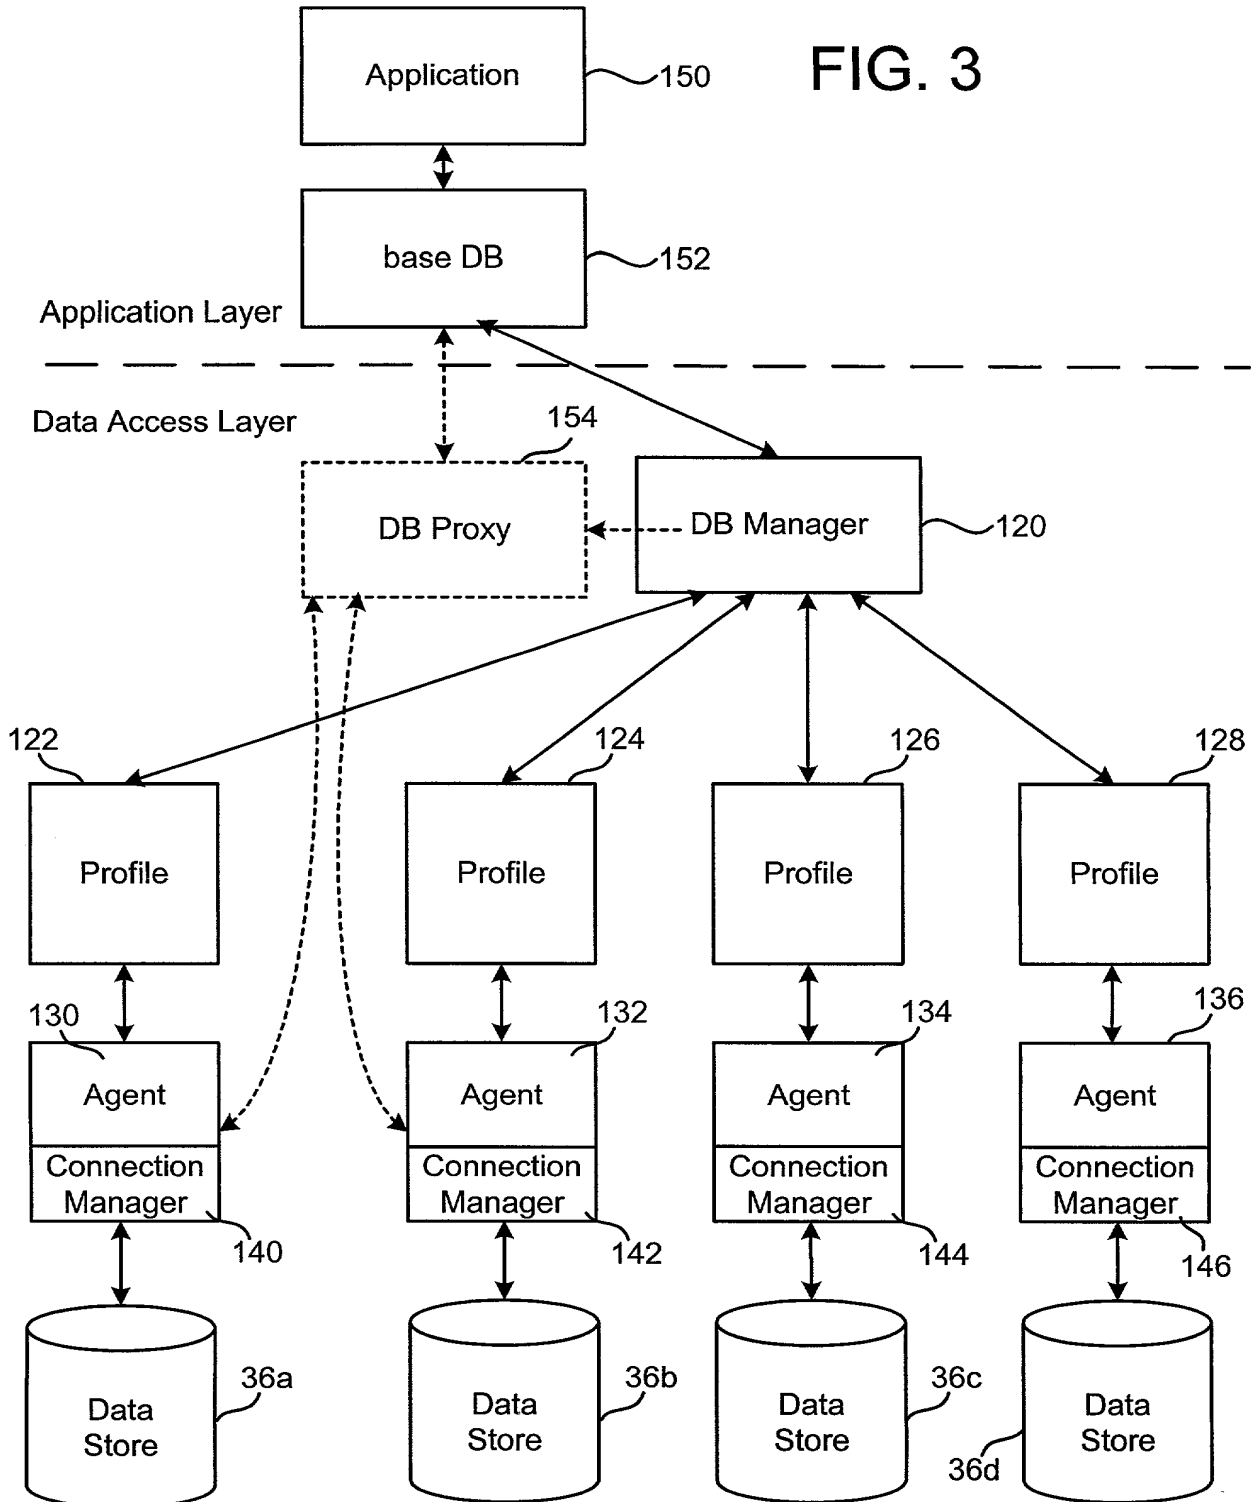 FIG. 3
Application
150
base DB
152
Application Layer
Data Access Layer
154
DB Proxy
DB Manager
120
122
124
126
128
Profile
Profile
Profile
Profile
130
132
134
136
Agent
Agent
Agent
Agent
Connection
Manager
Connection
Manager
Connection
Manager
Connection
Manager
140
142
144
146
36a
36b
36c
36d
Data
Store
Data
Store
Data
Store
Data
Store